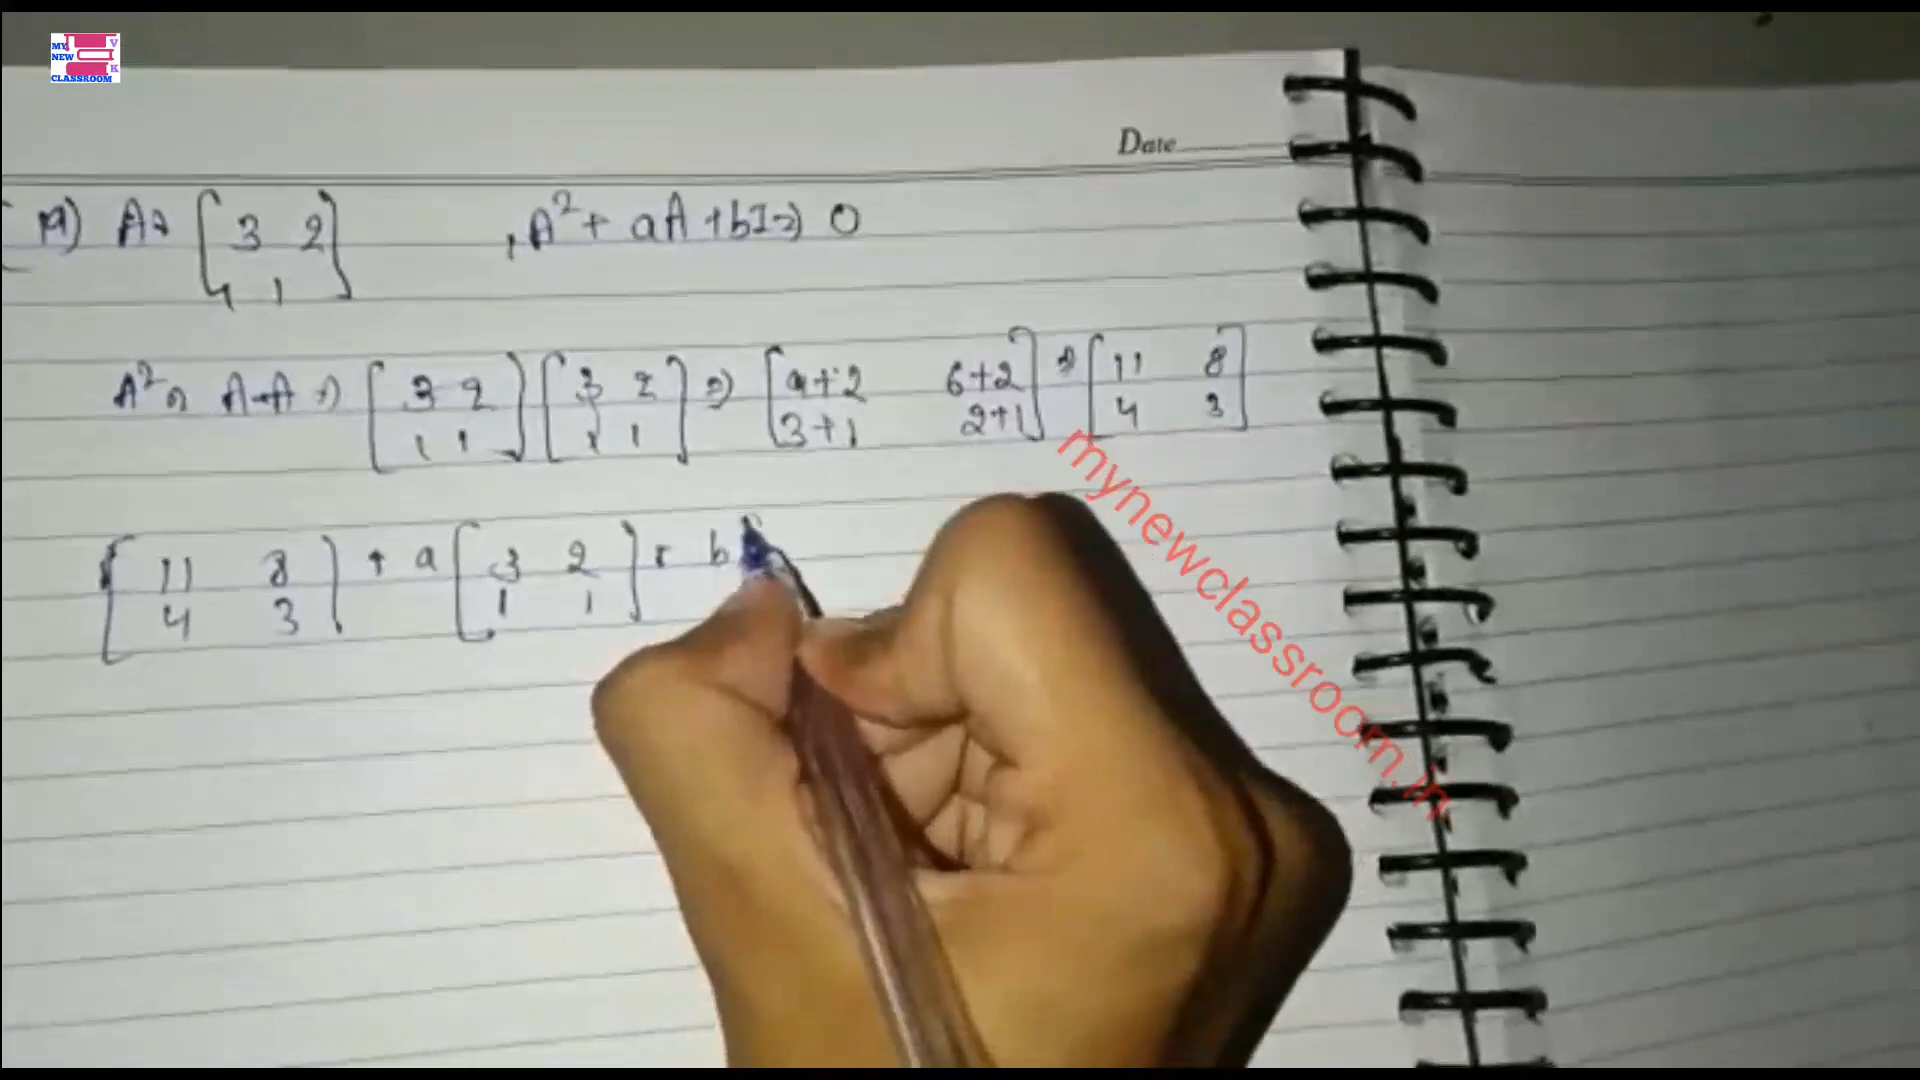 MY V
NEW
K
CLASSROOM
Date
19) A⇒ [ 3 2 ] , A² + aA + bI ⇒ 0
4 1
A² ⇒ A·A ⇒ [ 3 2 ] [ 3 2 ] ⇒ [ 9+2 6+2 ] ⇒ [ 11 8 ]
1 1 1 1 3+1 2+1 4 3
[ 11 8 ] + a [ 3 2 ] + b
4 3 1 1
mynewclassroom.in